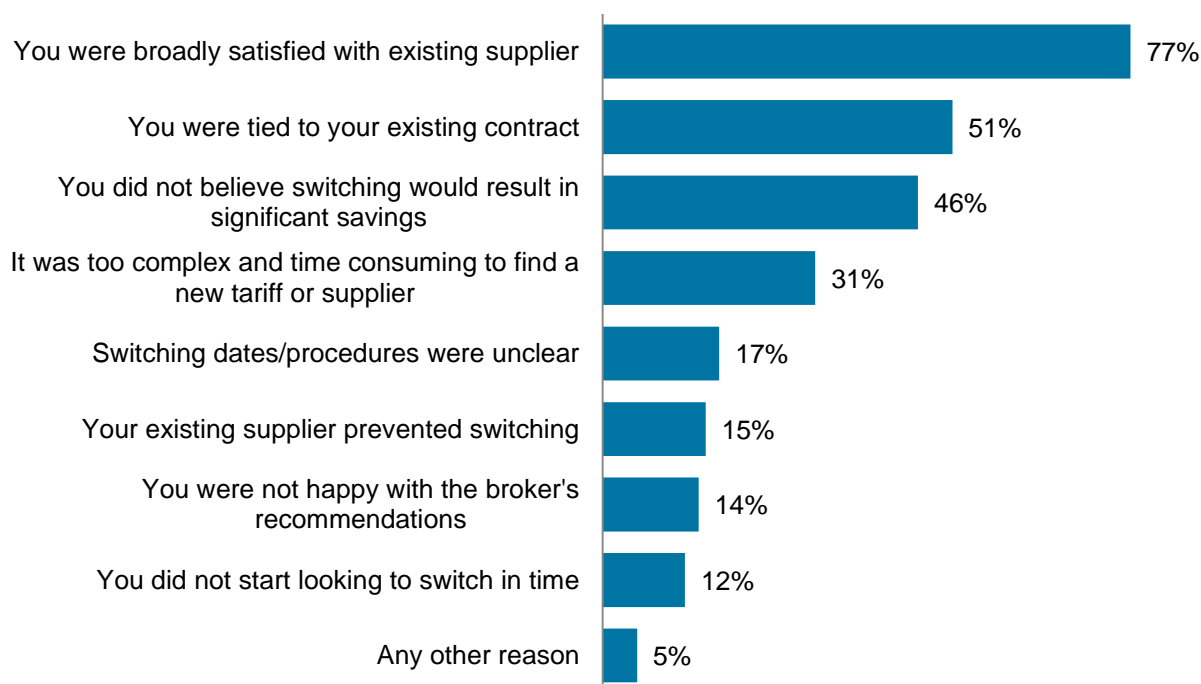 You were broadly satisfied with existing supplier
77%
You were tied to your existing contract
51%
You did not believe switching would result in
significant savings
46%
It was too complex and time consuming to find a
new tariff or supplier
31%
Switching dates/procedures were unclear
17%
Your existing supplier prevented switching
15%
You were not happy with the broker's
recommendations
14%
You did not start looking to switch in time
12%
Any other reason
5%